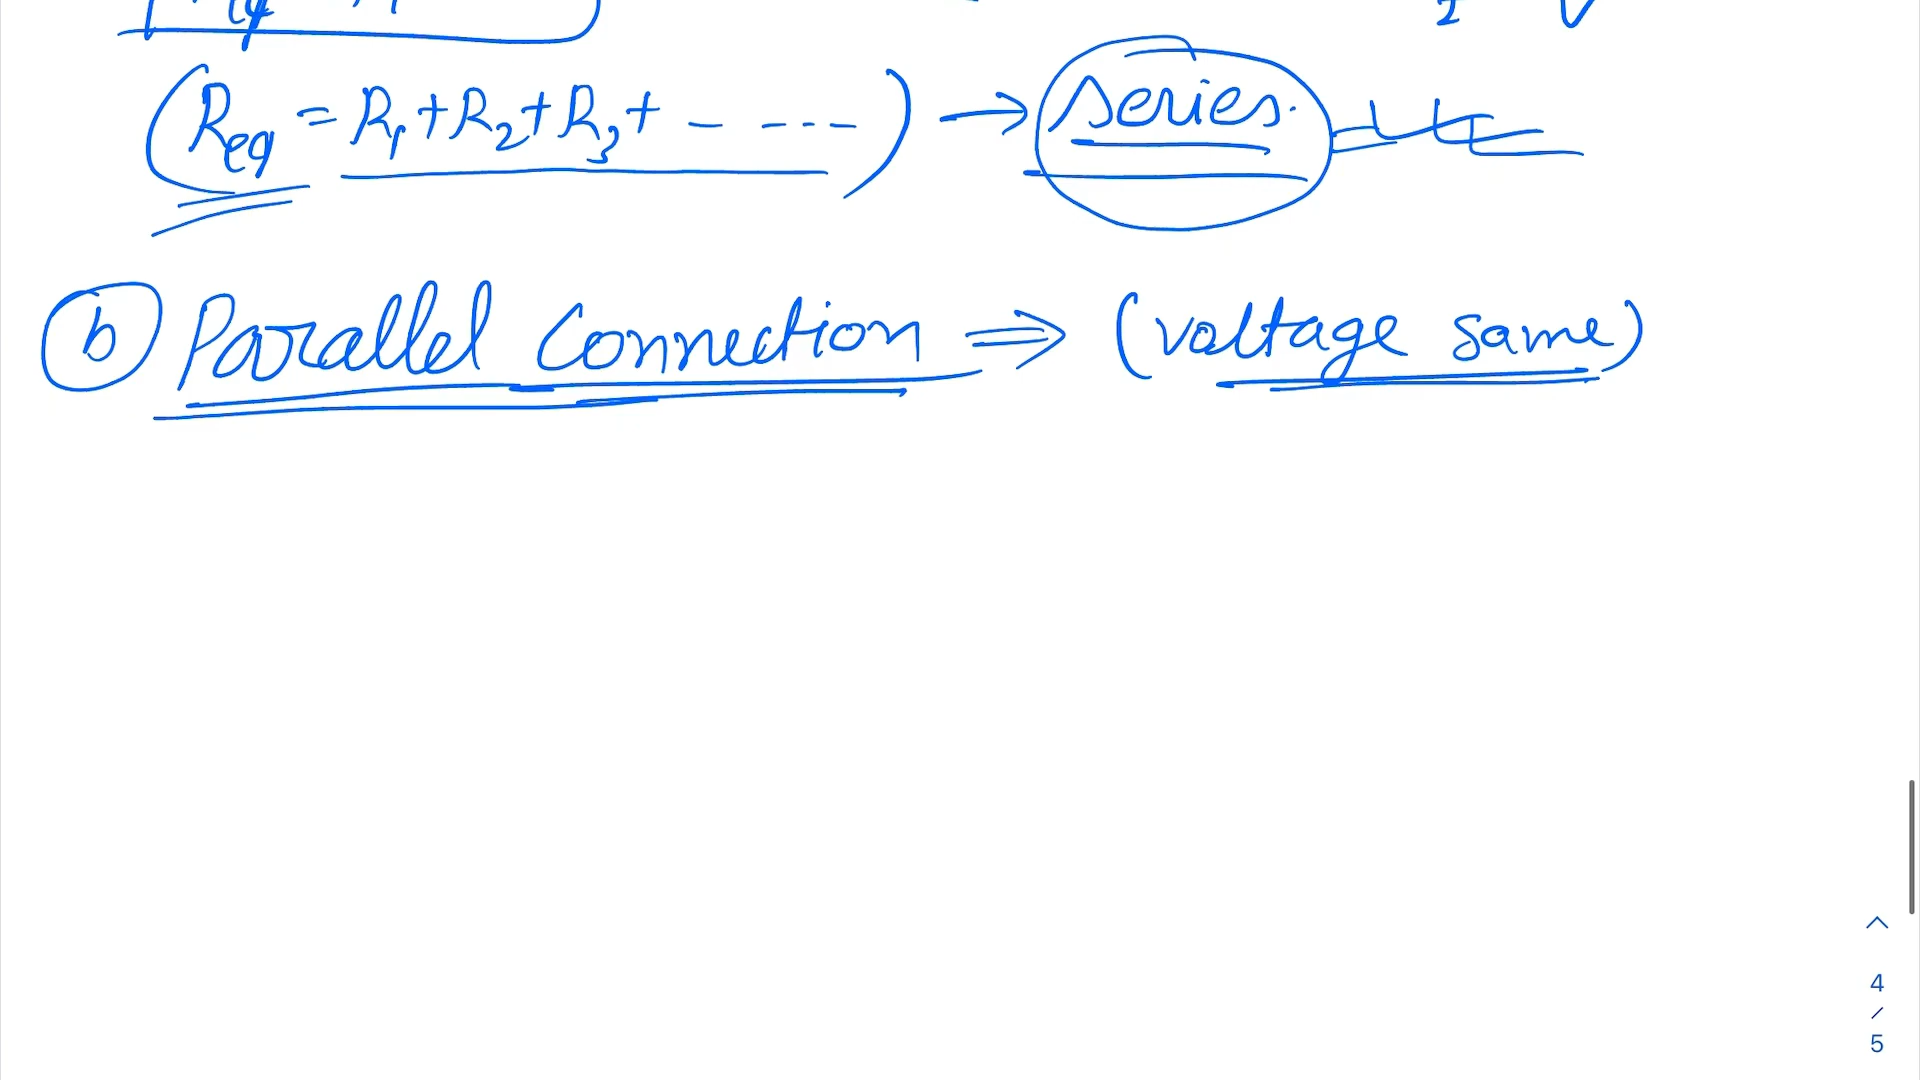 (Req = R1+R2+R3+ - ---) → series.
b Parallel Connection ⇒ (voltage same)
4
/
5